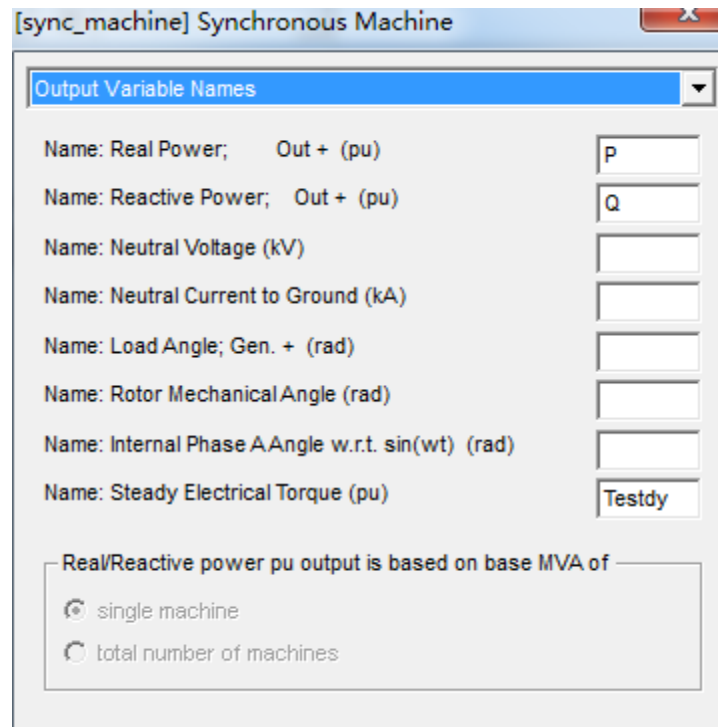 [sync_machine] Synchronous Machine
Output Variable Names
Name: Real Power; Out + (pu) P
Name: Reactive Power; Out + (pu) Q
Name: Neutral Voltage (kV)
Name: Neutral Current to Ground (kA)
Name: Load Angle; Gen. + (rad)
Name: Rotor Mechanical Angle (rad)
Name: Internal Phase A Angle w.r.t. sin(wt) (rad)
Name: Steady Electrical Torque (pu) Testdy
Real/Reactive power pu output is based on base MVA of
single machine
total number of machines